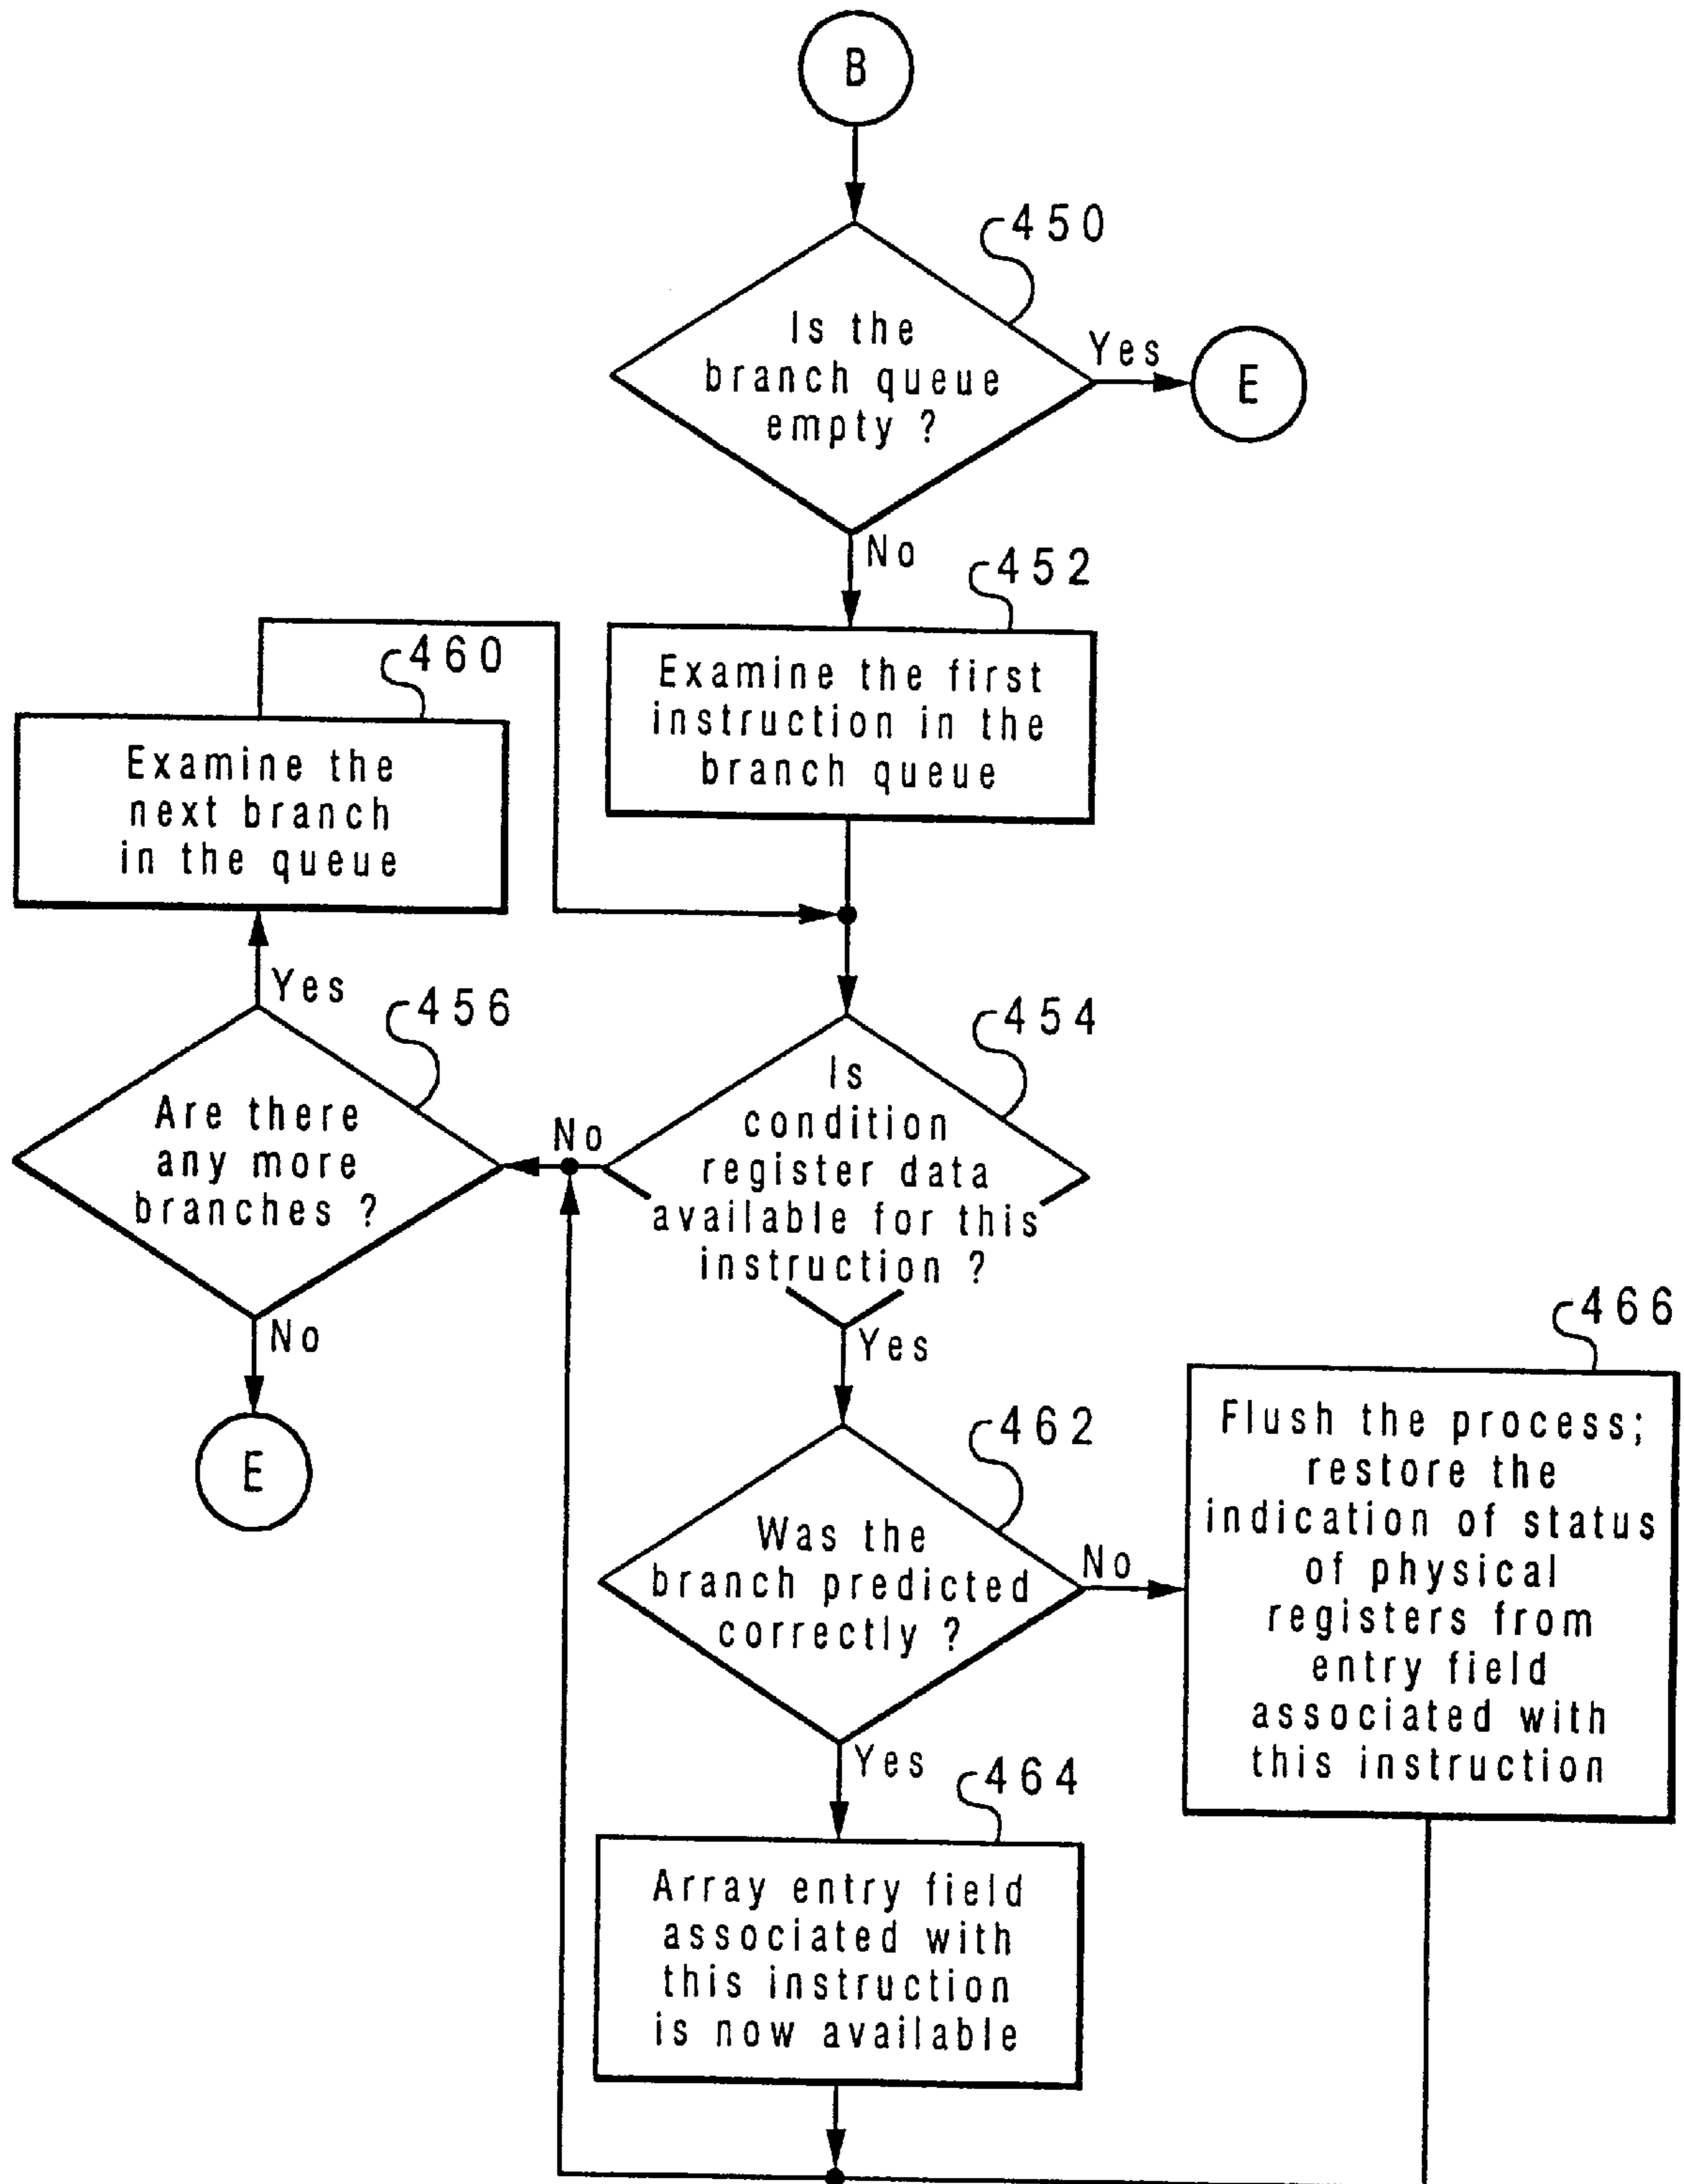 B
450
Is the
branch queue
empty ?
Yes
E
No
452
Examine the first
instruction in the
branch queue
460
Examine the
next branch
in the queue
Yes
456
Are there
any more
branches ?
No
E
454
Is
condition
register data
available for this
instruction ?
No
Yes
462
Was the
branch predicted
correctly ?
No
466
Flush the process;
restore the
indication of status
of physical
registers from
entry field
associated with
this instruction
Yes
464
Array entry field
associated with
this instruction
is now available